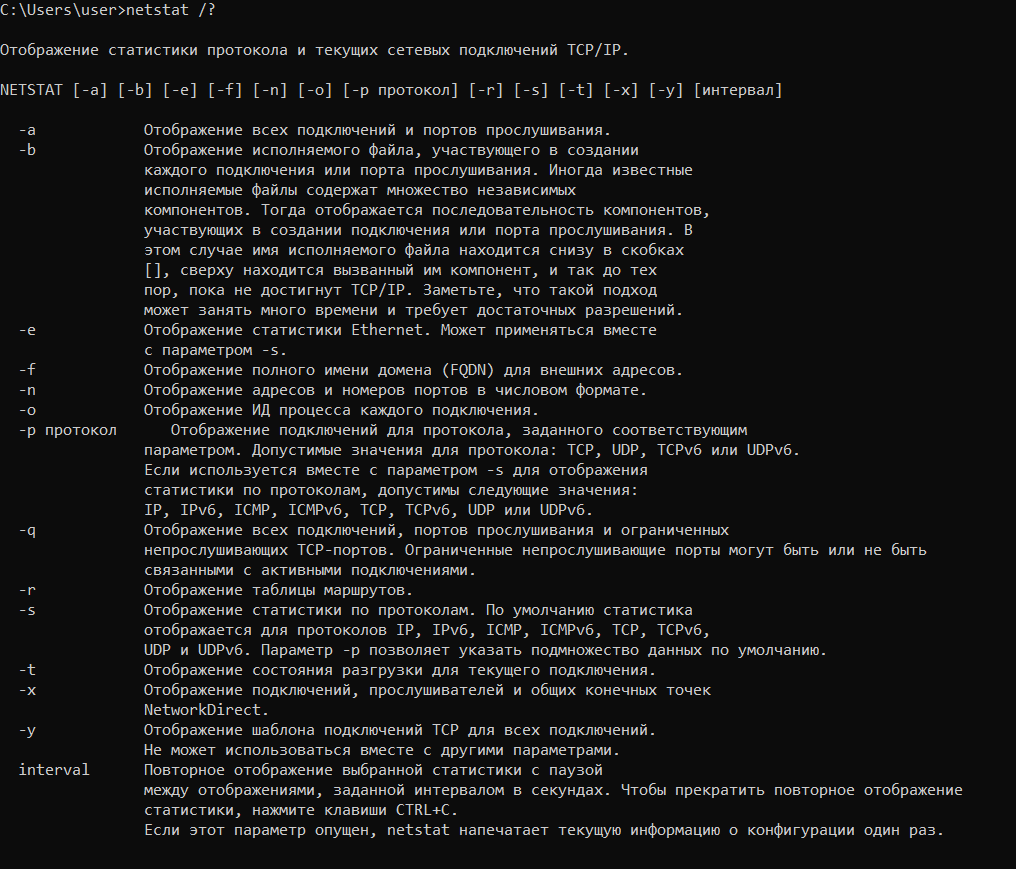 C:\Users\user>netstat /?
Отображение статистики протокола и текущих сетевых подключений TCP/IP.
NETSTAT [-a] [-b] [-e] [-f] [-n] [-o] [-p протокол] [-r] [-s] [-t] [-x] [-y] [интервал]
-a Отображение всех подключений и портов прослушивания.
-b Отображение исполняемого файла, участвующего в создании
каждого подключения или порта прослушивания. Иногда известные
исполняемые файлы содержат множество независимых
компонентов. Тогда отображается последовательность компонентов,
участвующих в создании подключения или порта прослушивания. В
этом случае имя исполняемого файла находится снизу в скобках
[], сверху находится вызванный им компонент, и так до тех
пор, пока не достигнут TCP/IP. Заметьте, что такой подход
может занять много времени и требует достаточных разрешений.
-e Отображение статистики Ethernet. Может применяться вместе
с параметром -s.
-f Отображение полного имени домена (FQDN) для внешних адресов.
-n Отображение адресов и номеров портов в числовом формате.
-o Отображение ИД процесса каждого подключения.
-p протокол Отображение подключений для протокола, заданного соответствующим
параметром. Допустимые значения для протокола: TCP, UDP, TCPv6 или UDPv6.
Если используется вместе с параметром -s для отображения
статистики по протоколам, допустимы следующие значения:
IP, IPv6, ICMP, ICMPv6, TCP, TCPv6, UDP или UDPv6.
-q Отображение всех подключений, портов прослушивания и ограниченных
непрослушивающих TCP-портов. Ограниченные непрослушивающие порты могут быть или не быть
связанными с активными подключениями.
-r Отображение таблицы маршрутов.
-s Отображение статистики по протоколам. По умолчанию статистика
отображается для протоколов IP, IPv6, ICMP, ICMPv6, TCP, TCPv6,
UDP и UDPv6. Параметр -p позволяет указать подмножество данных по умолчанию.
-t Отображение состояния разгрузки для текущего подключения.
-x Отображение подключений, прослушивателей и общих конечных точек
NetworkDirect.
-y Отображение шаблона подключений TCP для всех подключений.
Не может использоваться вместе с другими параметрами.
interval Повторное отображение выбранной статистики с паузой
между отображениями, заданной интервалом в секундах. Чтобы прекратить повторное отображение
статистики, нажмите клавиши CTRL+C.
Если этот параметр опущен, netstat напечатает текущую информацию о конфигурации один раз.